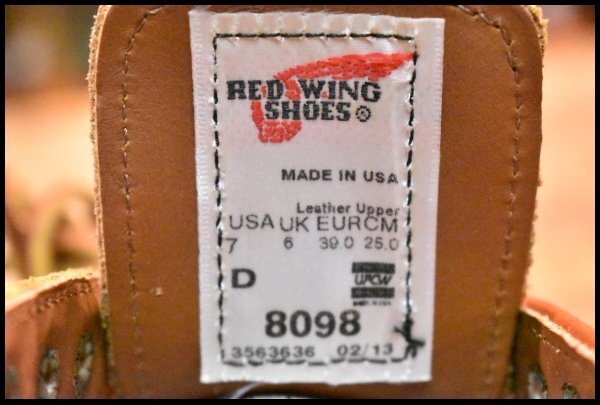 RED WING
SHOES®
MADE IN USA
Leather Upper
USA UK EUR CM
7 6 39.0 25.0
D
UFCW
8098
3563636 02/13